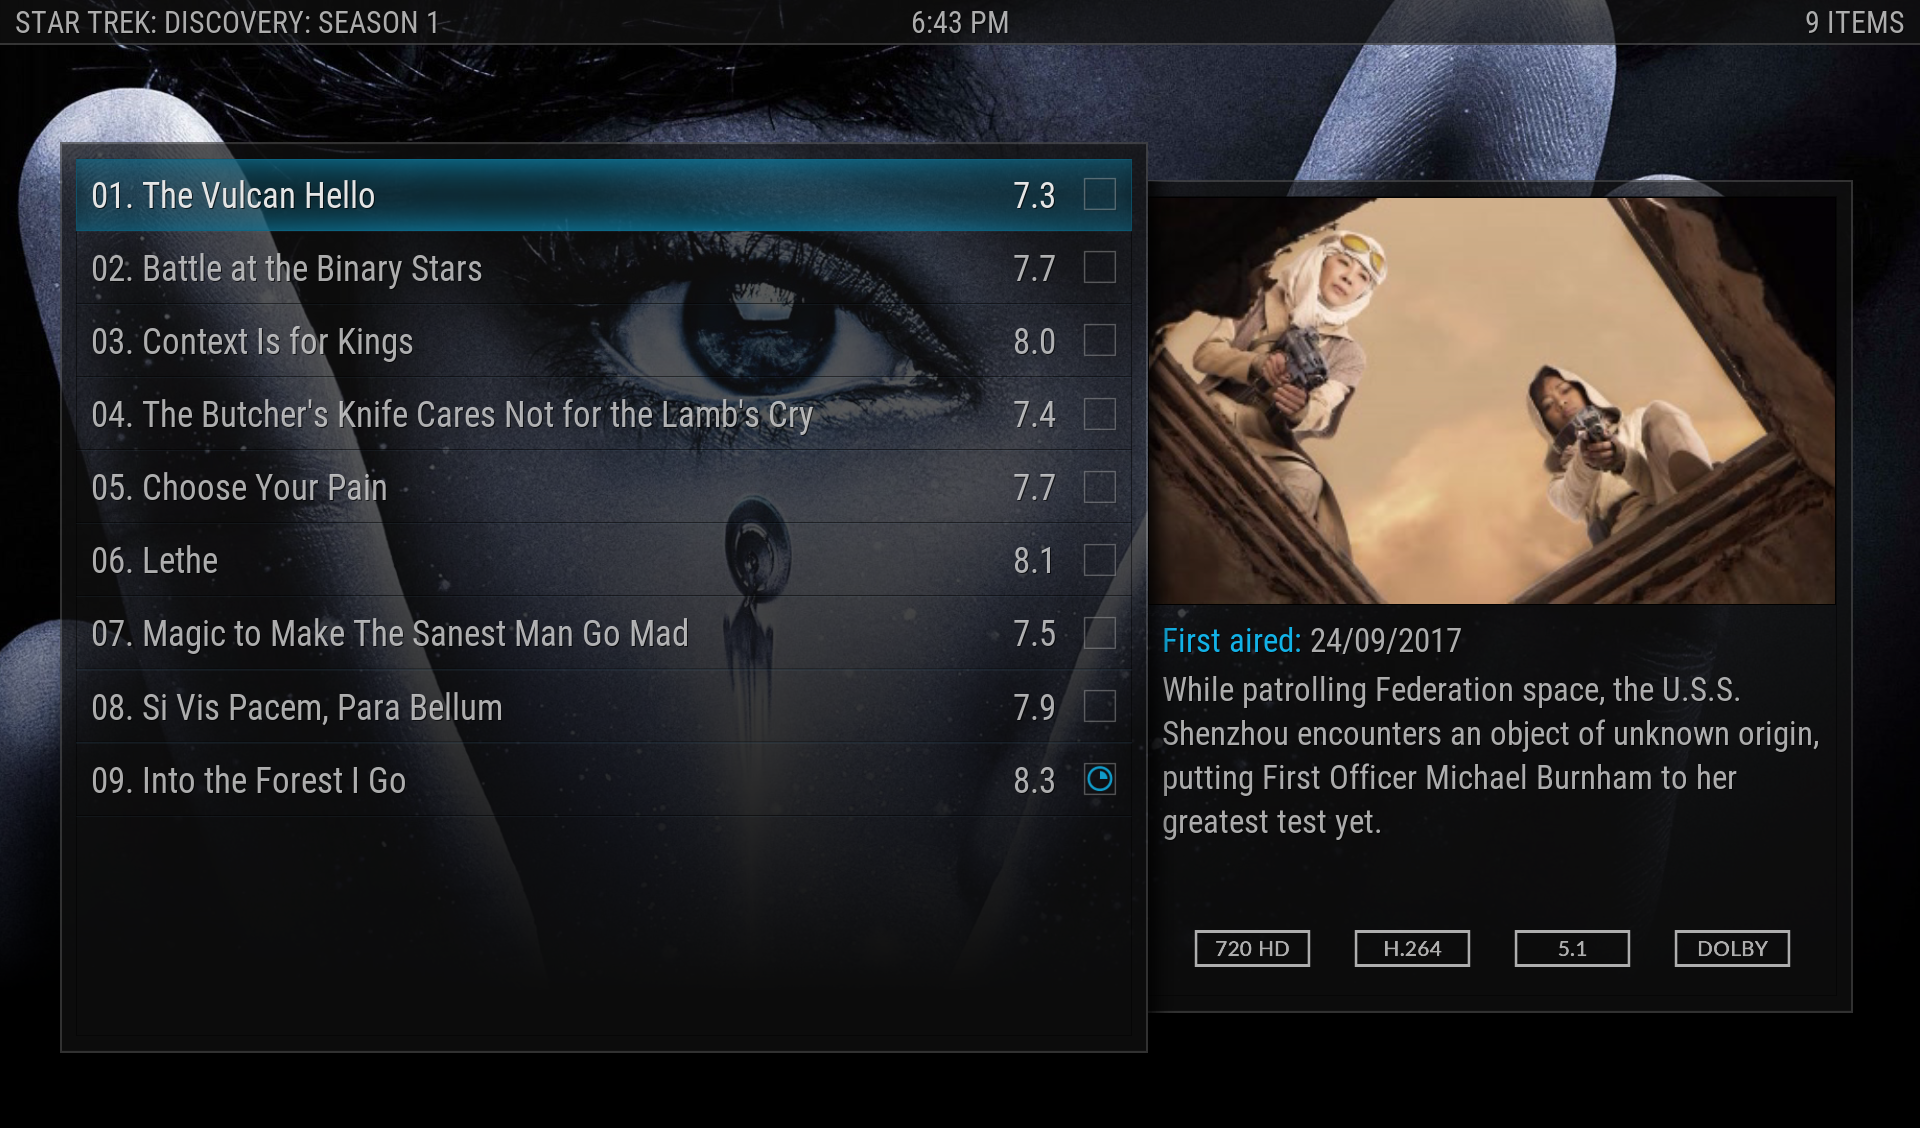 STAR TREK: DISCOVERY: SEASON 1
6:43 PM
9 ITEMS
01. The Vulcan Hello 7.3
02. Battle at the Binary Stars 7.7
03. Context Is for Kings 8.0
04. The Butcher's Knife Cares Not for the Lamb's Cry 7.4
05. Choose Your Pain 7.7
06. Lethe 8.1
07. Magic to Make The Sanest Man Go Mad 7.5
08. Si Vis Pacem, Para Bellum 7.9
09. Into the Forest I Go 8.3
First aired: 24/09/2017
While patrolling Federation space, the U.S.S.
Shenzhou encounters an object of unknown origin,
putting First Officer Michael Burnham to her
greatest test yet.
720 HD
H.264
5.1
DOLBY